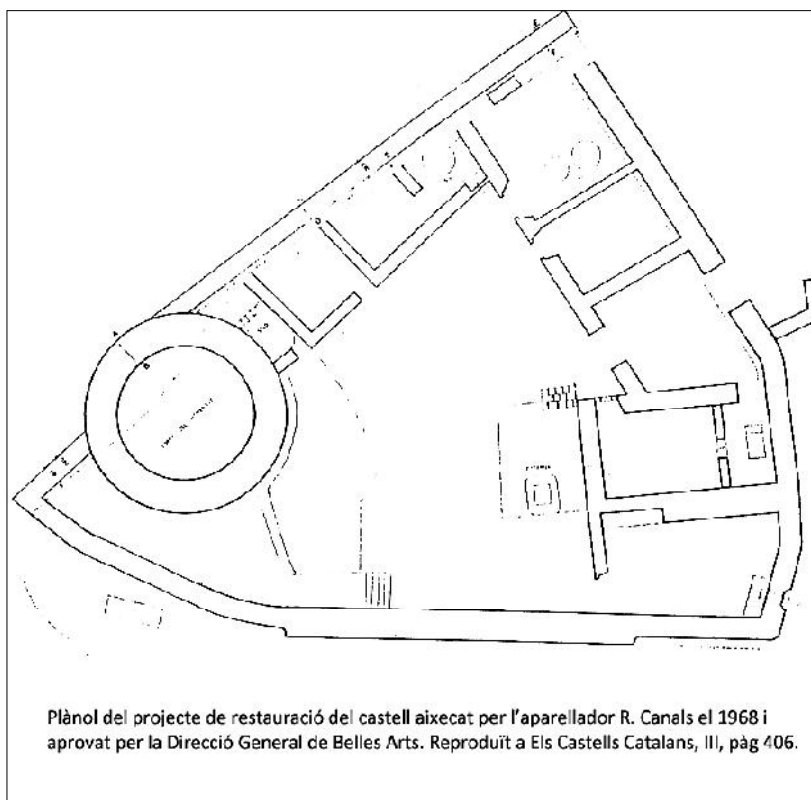 Plànol del projecte de restauració del castell aixecat per l'aparellador R. Canals el 1968 i
aprovat per la Direcció General de Belles Arts. Reproduït a Els Castells Catalans, III, pàg 406.